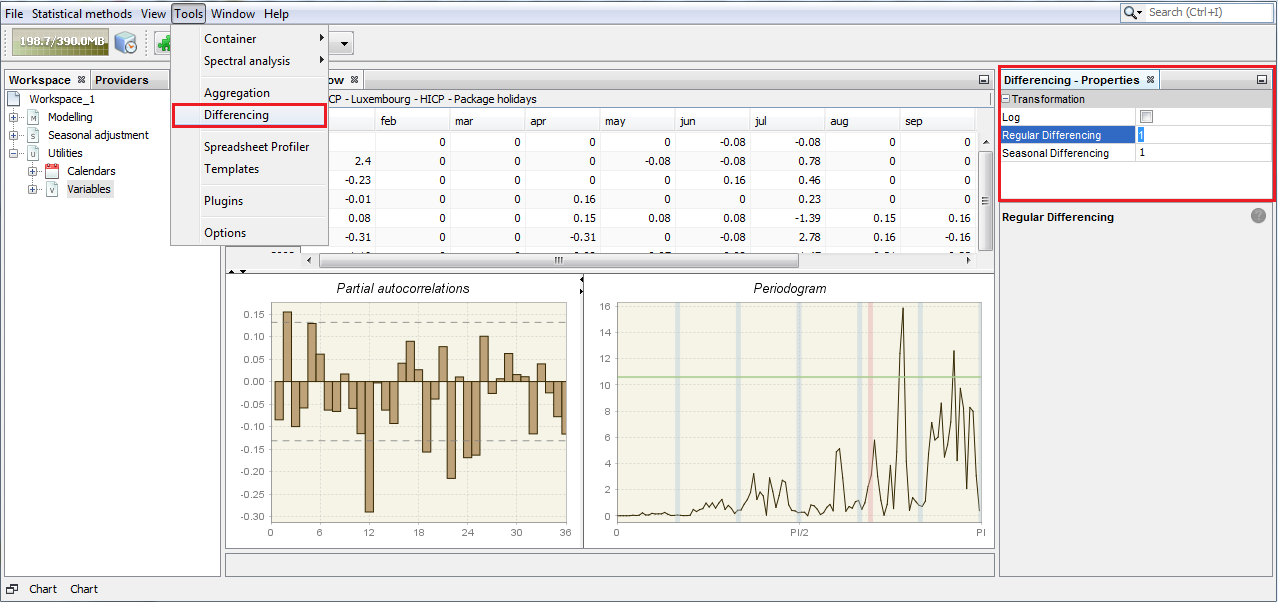 File Statistical methods View Tools Window Help Search (Ctrl+I)
198.7/390.0MB
Container
Spectral analysis
Aggregation
Differencing
Spreadsheet Profiler
Templates
Plugins
Options
Workspace Providers
Workspace_1
Modelling
Seasonal adjustment
Utilities
Calendars
Variables
CP - Luxembourg - HICP - Package holidays
feb mar apr may jun jul aug sep
0 0 0 0 -0.08 -0.08 0 0
2.4 0 0 -0.08 -0.08 0.78 0 0
-0.23 0 0 0 0.16 0.46 0 0
-0.01 0 0.16 0 0 0.23 0 0
0.08 0 0.15 0.08 0.08 -1.39 0.15 0.16
-0.31 0 -0.31 0 -0.08 2.78 0.16 -0.16
Partial autocorrelations
0.15
0.10
0.05
0.00
-0.05
-0.10
-0.15
-0.20
-0.25
-0.30
0 6 12 18 24 30 36
Periodogram
16
14
12
10
8
6
4
2
0
0 PI/2 PI
Differencing - Properties
Transformation
Log
Regular Differencing 1
Seasonal Differencing 1
Regular Differencing
Chart Chart